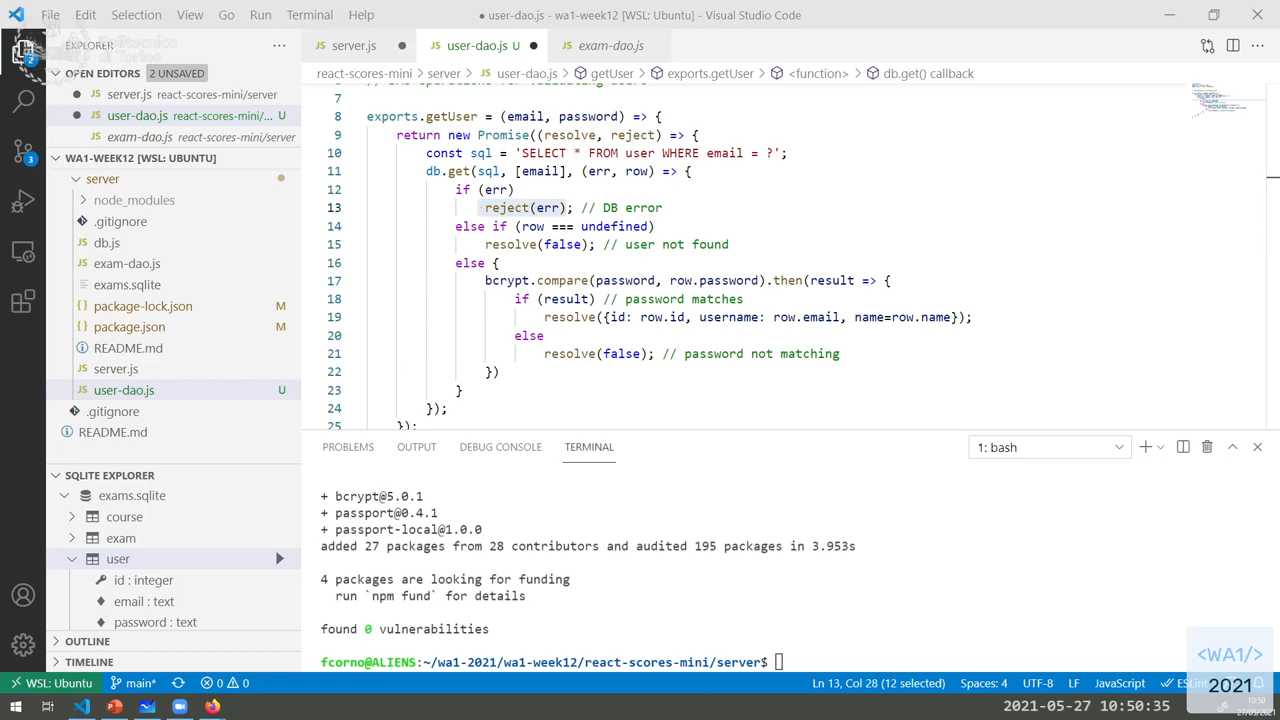 File Edit Selection View Go Run Terminal Help
● user-dao.js - wa1-week12 [WSL: Ubuntu] - Visual Studio Code
Politecnico
di Torino
EXPLORER
OPEN EDITORS 2 UNSAVED
server.js react-scores-mini/server
user-dao.js react-scores-mini/... U
exam-dao.js react-scores-mini/server
WA1-WEEK12 [WSL: UBUNTU]
server
node_modules
.gitignore
db.js
exam-dao.js
exams.sqlite
package-lock.json M
package.json M
README.md
server.js
user-dao.js U
.gitignore
README.md
SQLITE EXPLORER
exams.sqlite
course
exam
user
id : integer
email : text
password : text
OUTLINE
TIMELINE
server.js
user-dao.js U
exam-dao.js
react-scores-mini > server > user-dao.js > getUser > exports.getUser > <function> > db.get() callback
7
8 exports.getUser = (email, password) => {
9 return new Promise((resolve, reject) => {
10 const sql = 'SELECT * FROM user WHERE email = ?';
11 db.get(sql, [email], (err, row) => {
12 if (err)
13 reject(err); // DB error
14 else if (row === undefined)
15 resolve(false); // user not found
16 else {
17 bcrypt.compare(password, row.password).then(result => {
18 if (result) // password matches
19 resolve({id: row.id, username: row.email, name=row.name});
20 else
21 resolve(false); // password not matching
22 })
23 }
24 });
25 });
PROBLEMS OUTPUT DEBUG CONSOLE TERMINAL
1: bash
+ bcrypt@5.0.1
+ passport@0.4.1
+ passport-local@1.0.0
added 27 packages from 28 contributors and audited 195 packages in 3.953s
4 packages are looking for funding
run `npm fund` for details
found 0 vulnerabilities
fcorno@ALIENS:~/wa1-2021/wa1-week12/react-scores-mini/server$
<WA1/>
2021
WSL: Ubuntu main* 0 0
Ln 13, Col 28 (12 selected) Spaces: 4 UTF-8 LF JavaScript ESLint
2021-05-27 10:50:35
10:50
27/05/2021